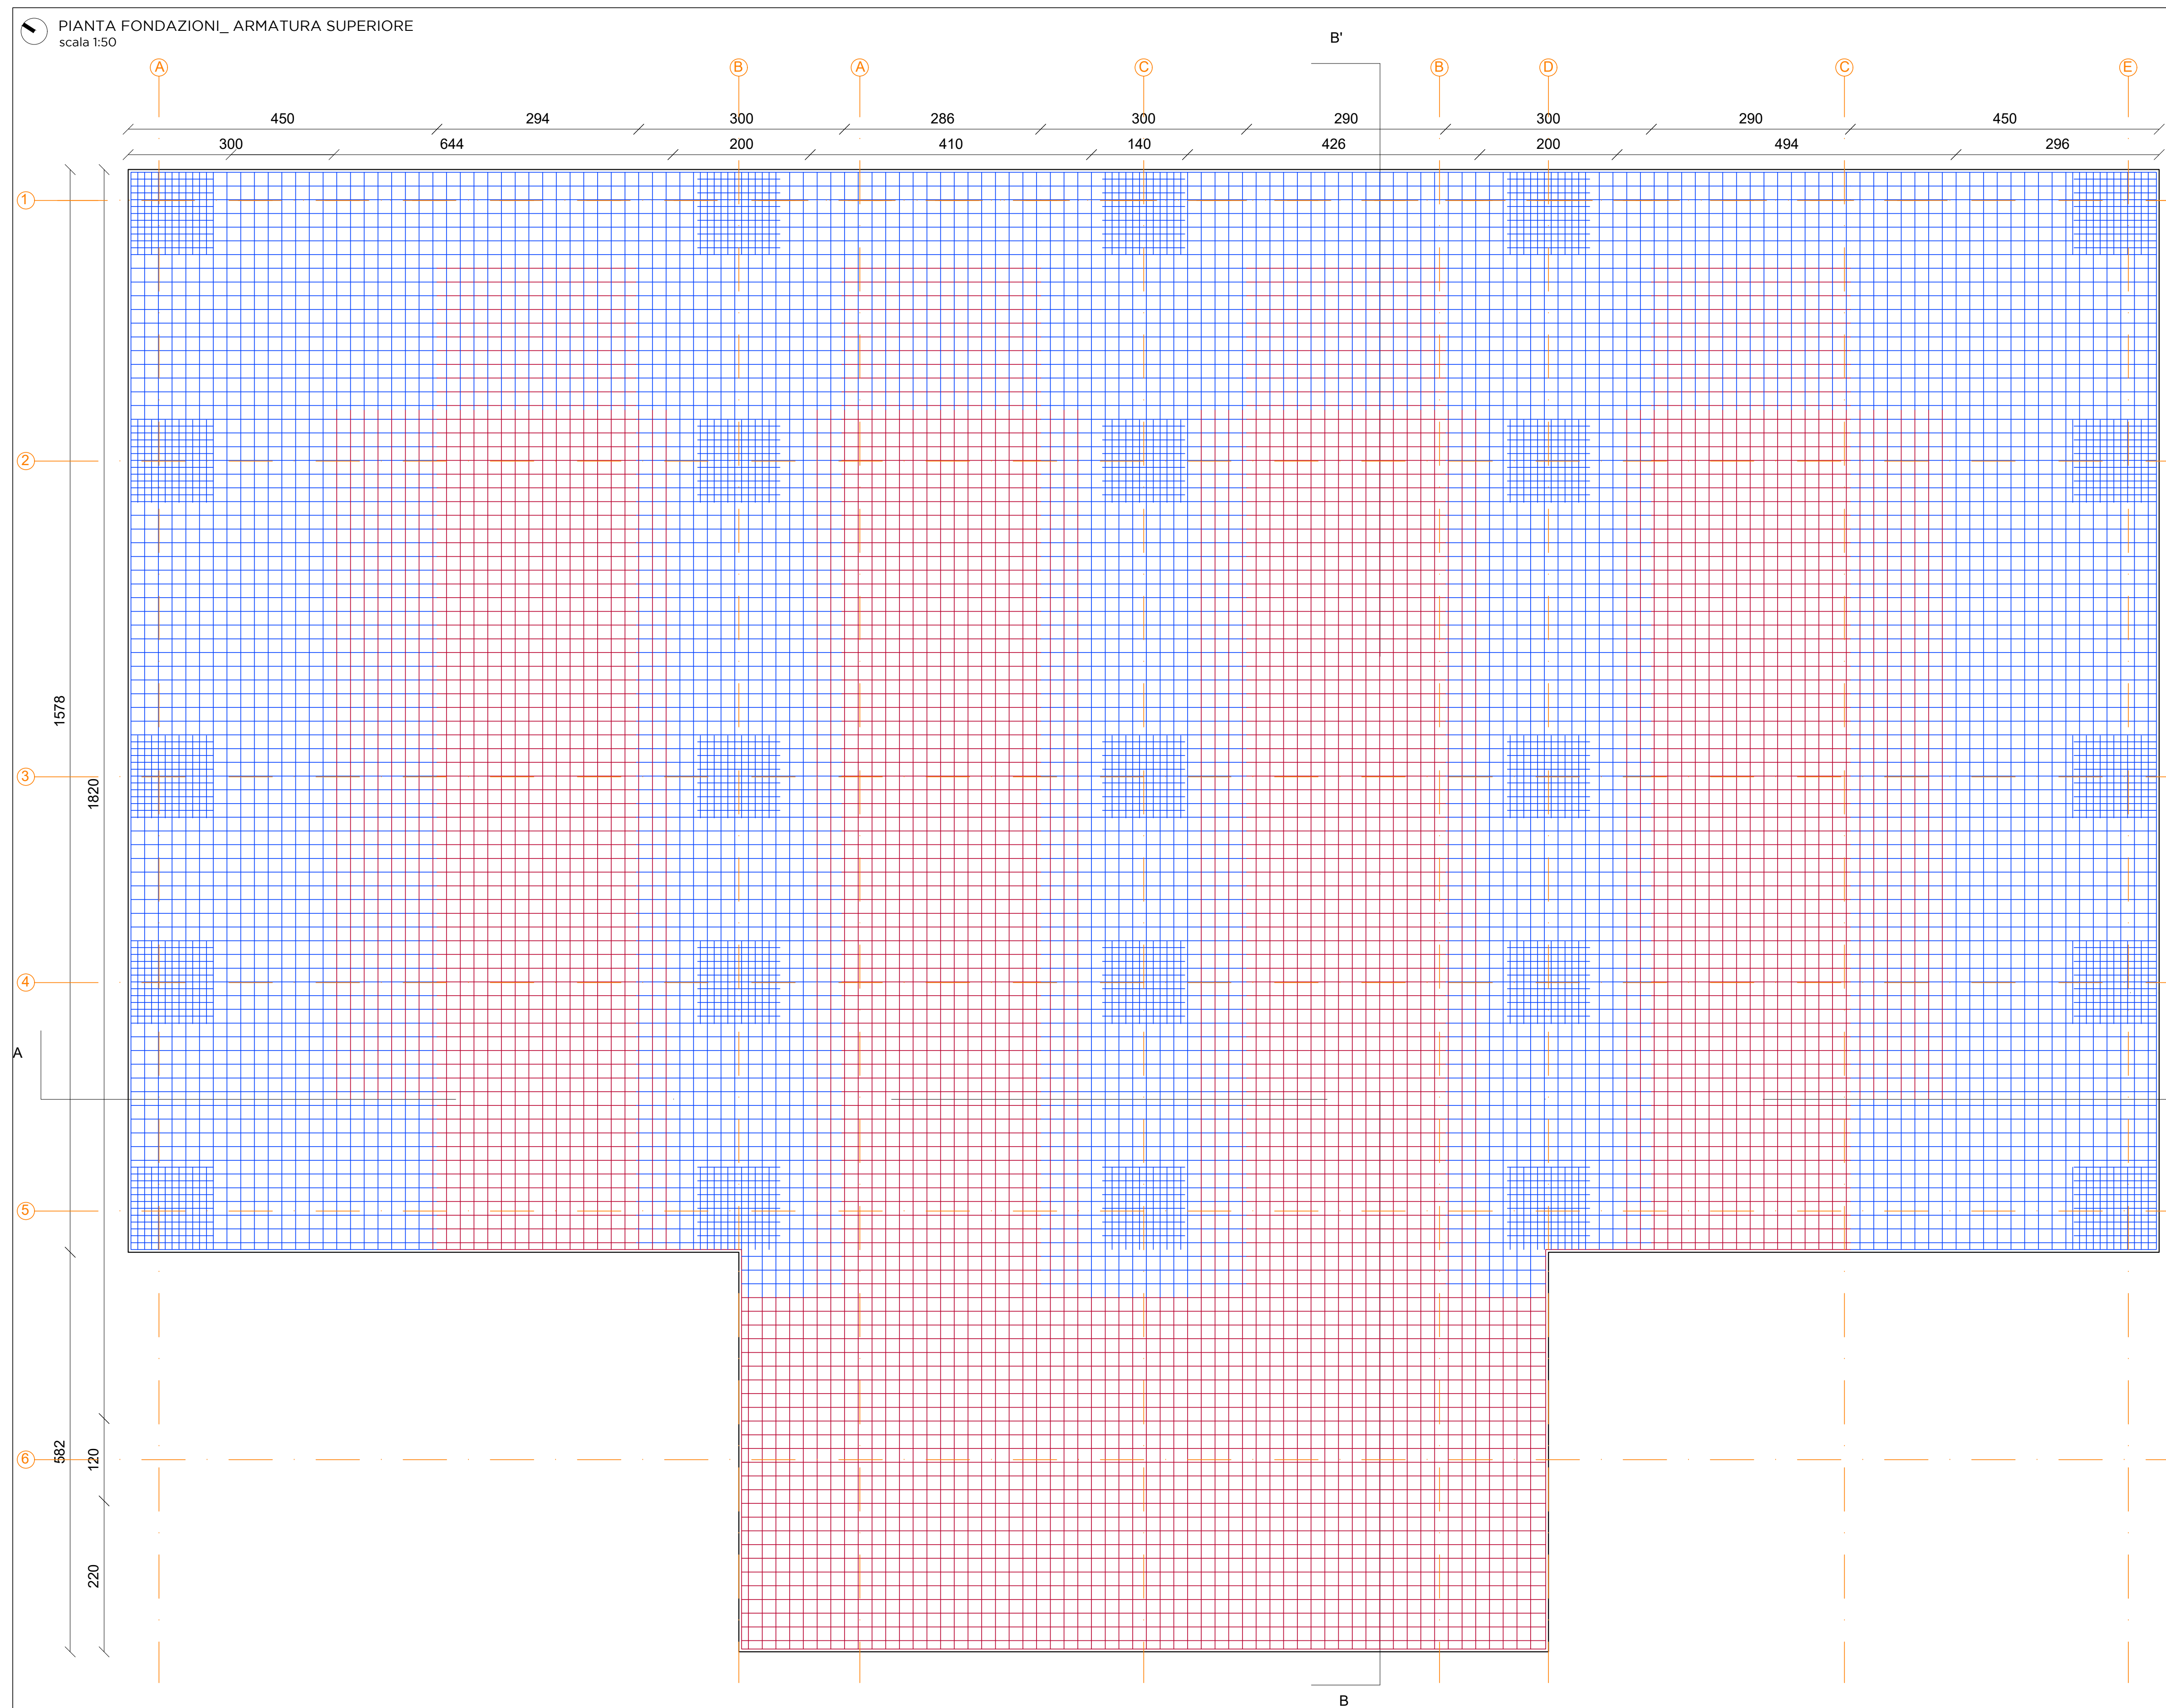 PIANTA FONDAZIONI_ ARMATURA SUPERIORE
scala 1:50
B'
A B A C B D C E
450 294 300 286 300 290 300 290 450
300 644 200 410 140 426 200 494 296
1
2
1578
3
1820
4
A
5
582
6
120
220
B